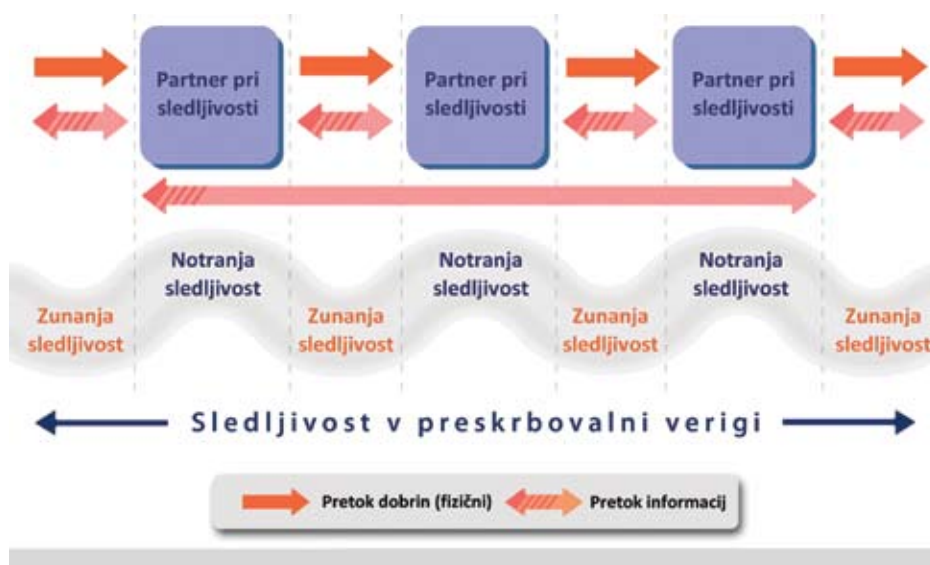 Partner pri
sledljivosti
Partner pri
sledljivosti
Partner pri
sledljivosti
Notranja
sledljivost
Notranja
sledljivost
Notranja
sledljivost
Zunanja
sledljivost
Zunanja
sledljivost
Zunanja
sledljivost
Zunanja
sledljivost
Sledljivost v preskrbovalni verigi
Pretok dobrin (fizični)
Pretok informacij